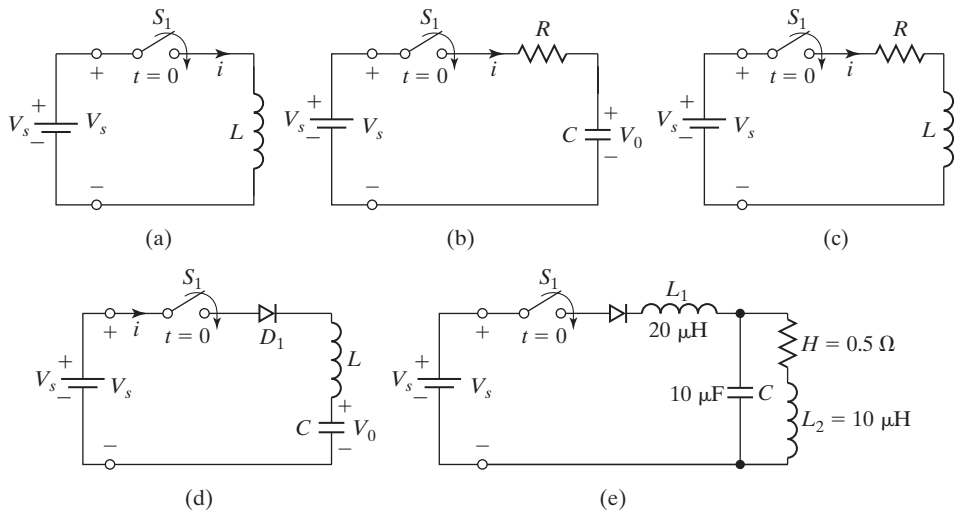 S1
+
t = 0
i
+
Vs
−
Vs
L
−
(a)
S1
R
+
t = 0
i
+
Vs
−
Vs
+
C
V0
−
−
(b)
S1
R
+
t = 0
i
+
Vs
−
Vs
L
−
(c)
S1
+
i
t = 0
D1
+
Vs
−
Vs
L
+
C
V0
−
−
(d)
S1
L1
+
t = 0
20 μH
H = 0.5 Ω
+
Vs
−
Vs
10 μF
C
L2 = 10 μH
−
(e)